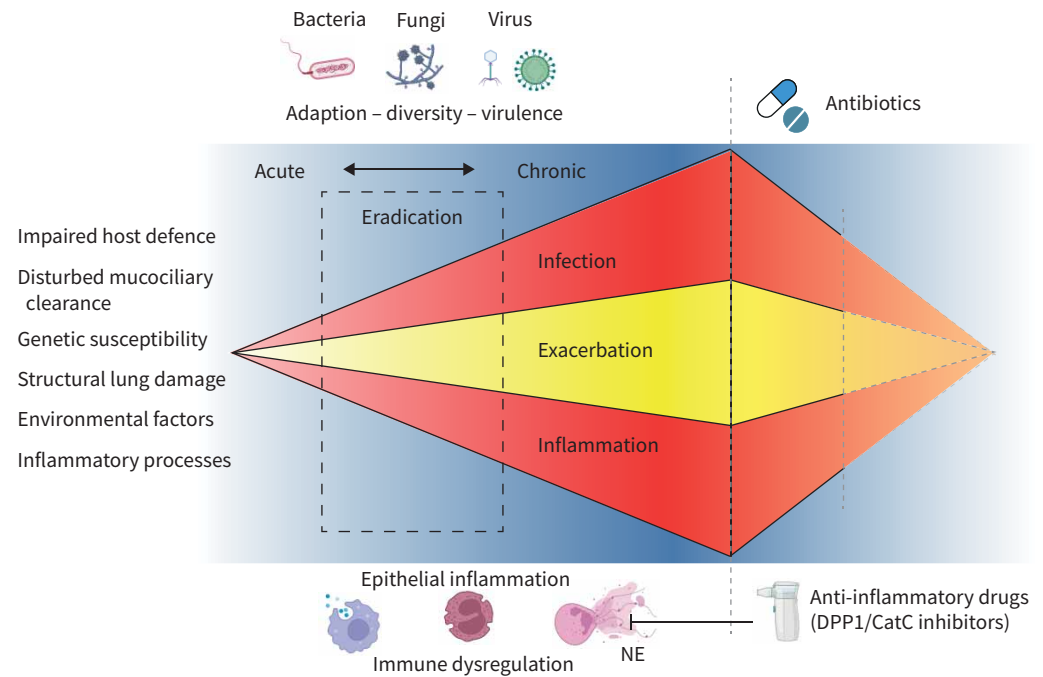 Bacteria
Fungi
Virus
Adaption – diversity – virulence
Antibiotics
Acute
Chronic
Eradication
Impaired host defence
Disturbed mucociliary
clearance
Genetic susceptibility
Structural lung damage
Environmental factors
Inflammatory processes
Infection
Exacerbation
Inflammation
Epithelial inflammation
Immune dysregulation
NE
Anti-inflammatory drugs
(DPP1/CatC inhibitors)